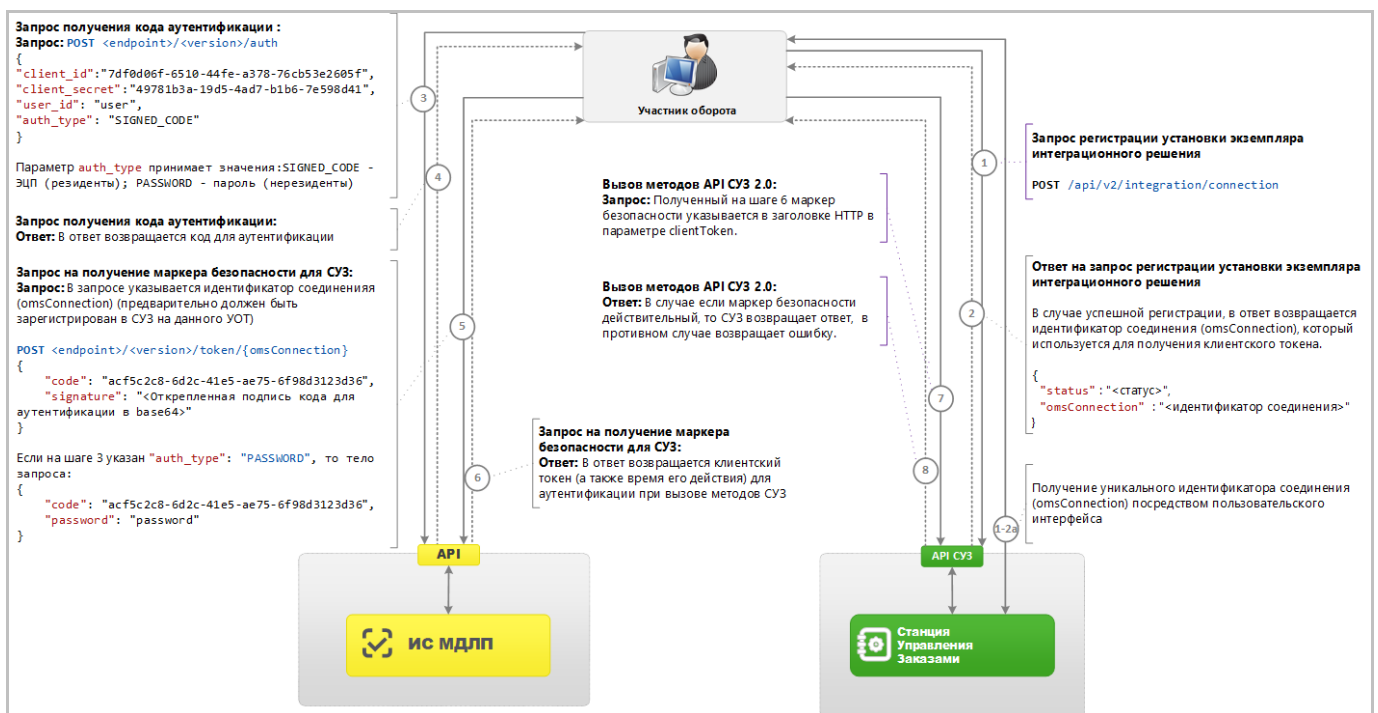 Запрос получения кода аутентификации :
Запрос: POST <endpoint>/<version>/auth
{
"client_id":"7df0d06f-6510-44fe-a378-76cb53e2605f",
"client_secret":"49781b3a-19d5-4ad7-b1b6-7e598d41",
"user_id": "user",
"auth_type": "SIGNED_CODE"
}
Параметр auth_type принимает значения:SIGNED_CODE -
ЭЦП (резиденты); PASSWORD - пароль (нерезиденты)
Запрос получения кода аутентификации:
Ответ: В ответ возвращается код для аутентификации
Запрос на получение маркера безопасности для СУЗ:
Запрос: В запросе указывается идентификатор соединенияя
(omsConnection) (предварительно должен быть
зарегистрирован в СУЗ на данного УОТ)
POST <endpoint>/<version>/token/{omsConnection}
{
"code": "acf5c2c8-6d2c-41e5-ae75-6f98d3123d36",
"signature": "<Открепленная подпись кода для
аутентификации в base64>"
}
Если на шаге 3 указан "auth_type": "PASSWORD", то тело
запроса:
{
"code": "acf5c2c8-6d2c-41e5-ae75-6f98d3123d36",
"password": "password"
}
3
4
5
6
Участник оборота
Вызов методов API СУЗ 2.0:
Запрос: Полученный на шаге 6 маркер
безопасности указывается в заголовке HTTP в
параметре clientToken.
Вызов методов API СУЗ 2.0:
Ответ: В случае если маркер безопасности
действительный, то СУЗ возвращает ответ, в
противном случае возвращает ошибку.
Запрос на получение маркера
безопасности для СУЗ:
Ответ: В ответ возвращается клиентский
токен (а также время его действия) для
аутентификации при вызове методов СУЗ
1
2
7
8
1-2a
Запрос регистрации установки экземпляра
интеграционного решения
POST /api/v2/integration/connection
Ответ на запрос регистрации установки экземпляра
интеграционного решения
В случае успешной регистрации, в ответ возвращается
идентификатор соединения (omsConnection), который
используется для получения клиентского токена.
{
"status" :"<статус>",
"omsConnection" :"<идентификатор соединения>"
}
Получение уникального идентификатора соединения
(omsConnection) посредством пользовательского
интерфейса
API
ИС МДЛП
API СУЗ
Станция
Управления
Заказами